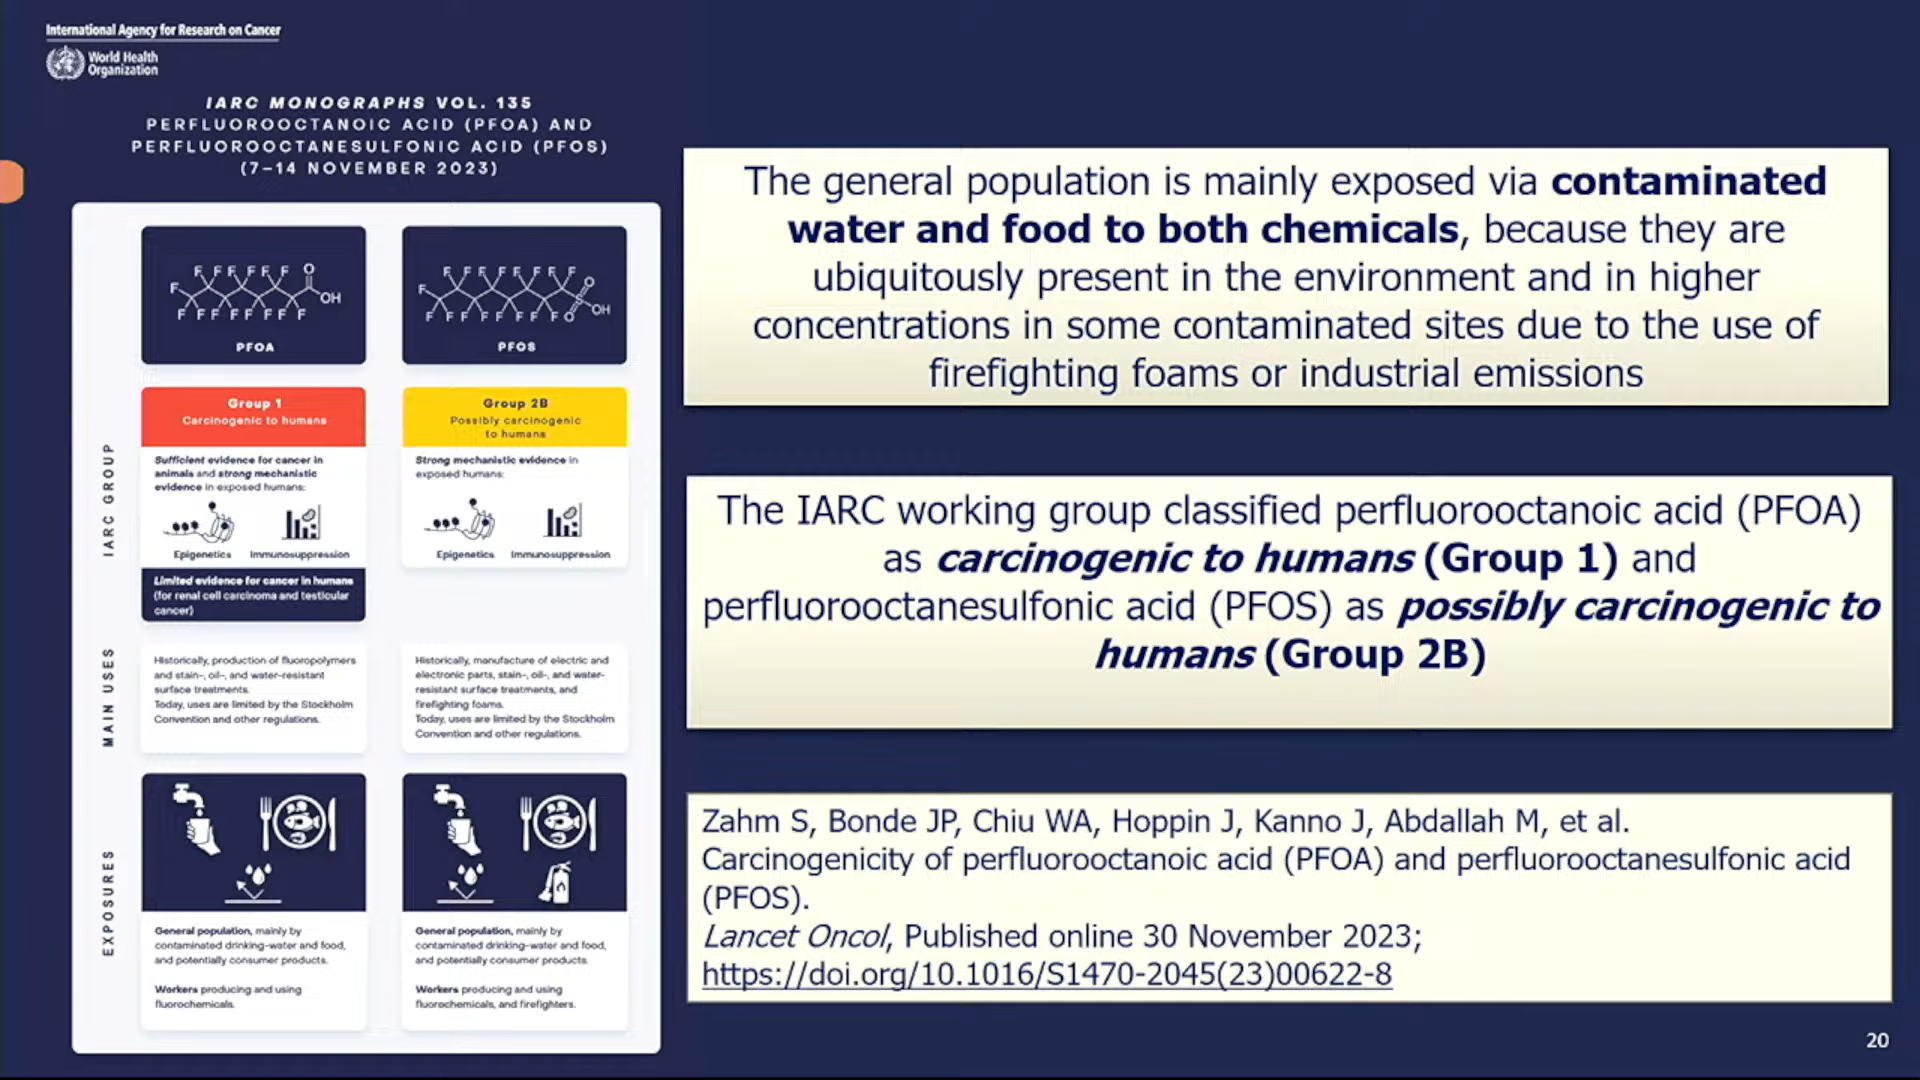 International Agency for Research on Cancer
World Health
Organization
IARC MONOGRAPHS VOL. 135
PERFLUOROOCTANOIC ACID (PFOA) AND
PERFLUOROOCTANESULFONIC ACID (PFOS)
(7–14 NOVEMBER 2023)
F F F F F F F O
F
OH
F F F F F F F
PFOA
F F F F F F F F O
F
S
OH
F F F F F F F F O
PFOS
IARC GROUP
Group 1
Carcinogenic to humans
Sufficient evidence for cancer in
animals and strong mechanistic
evidence in exposed humans:
Epigenetics
Immunosuppression
Limited evidence for cancer in humans
(for renal cell carcinoma and testicular
cancer)
Group 2B
Possibly carcinogenic
to humans
Strong mechanistic evidence in
exposed humans:
Epigenetics
Immunosuppression
MAIN USES
Historically, production of fluoropolymers
and stain-, oil-, and water-resistant
surface treatments.
Today, uses are limited by the Stockholm
Convention and other regulations.
Historically, manufacture of electric and
electronic parts, stain-, oil-, and water-
resistant surface treatments, and
firefighting foams.
Today, uses are limited by the Stockholm
Convention and other regulations.
EXPOSURES
General population, mainly by
contaminated drinking-water and food,
and potentially consumer products.
Workers producing and using
fluorochemicals.
General population, mainly by
contaminated drinking-water and food,
and potentially consumer products.
Workers producing and using
fluorochemicals, and firefighters.
The general population is mainly exposed via contaminated
water and food to both chemicals, because they are
ubiquitously present in the environment and in higher
concentrations in some contaminated sites due to the use of
firefighting foams or industrial emissions
The IARC working group classified perfluorooctanoic acid (PFOA)
as carcinogenic to humans (Group 1) and
perfluorooctanesulfonic acid (PFOS) as possibly carcinogenic to
humans (Group 2B)
Zahm S, Bonde JP, Chiu WA, Hoppin J, Kanno J, Abdallah M, et al.
Carcinogenicity of perfluorooctanoic acid (PFOA) and perfluorooctanesulfonic acid
(PFOS).
Lancet Oncol, Published online 30 November 2023;
https://doi.org/10.1016/S1470-2045(23)00622-8
20